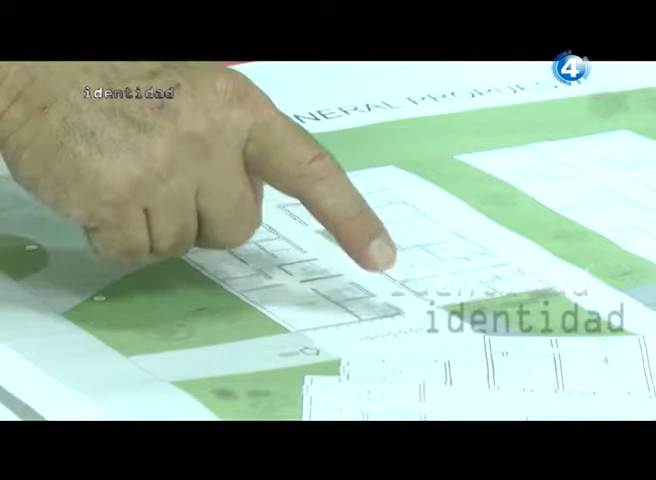 identidad
4
NERAL PROPUES
identidad
identidad